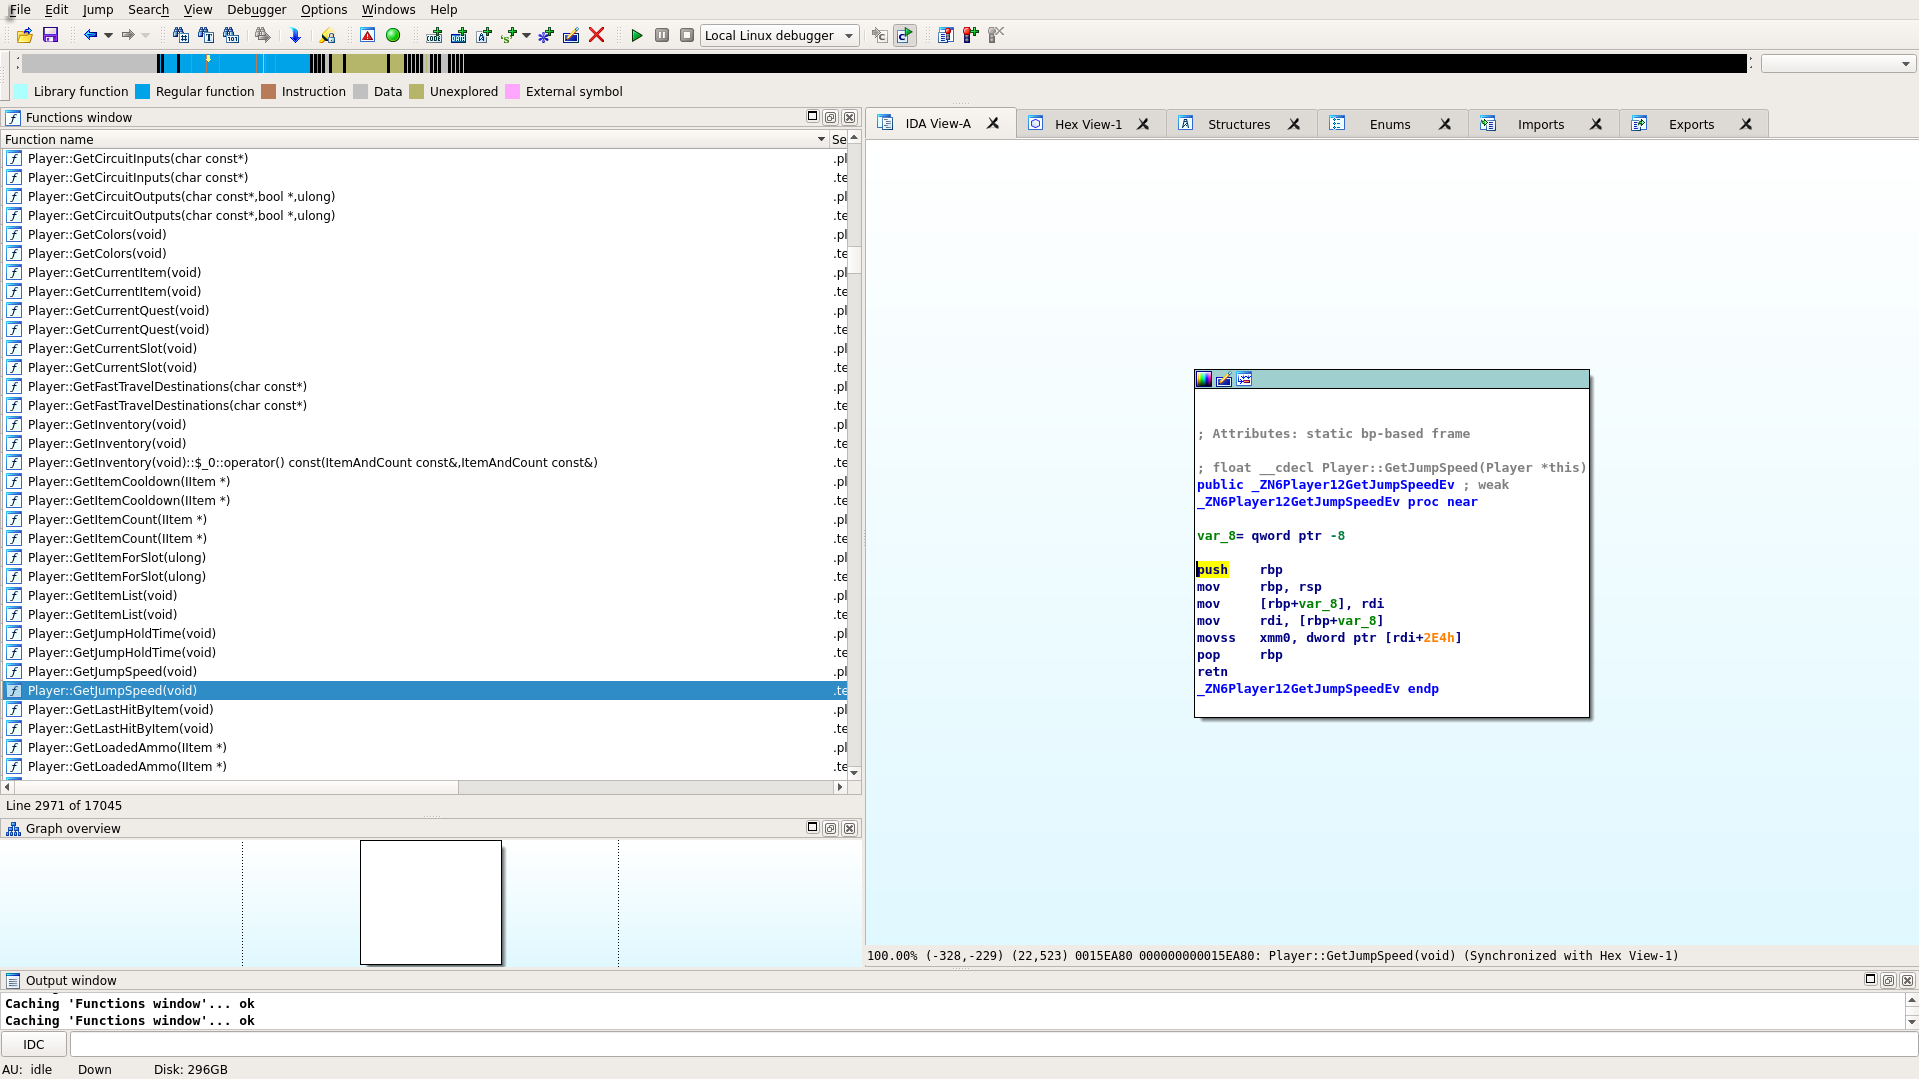 File Edit Jump Search View Debugger Options Windows Help
Local Linux debugger
Library function Regular function Instruction Data Unexplored External symbol
Functions window
Function name Se
Player::GetCircuitInputs(char const*) .pl
Player::GetCircuitInputs(char const*) .te
Player::GetCircuitOutputs(char const*,bool *,ulong) .pl
Player::GetCircuitOutputs(char const*,bool *,ulong) .te
Player::GetColors(void) .pl
Player::GetColors(void) .te
Player::GetCurrentItem(void) .pl
Player::GetCurrentItem(void) .te
Player::GetCurrentQuest(void) .pl
Player::GetCurrentQuest(void) .te
Player::GetCurrentSlot(void) .pl
Player::GetCurrentSlot(void) .te
Player::GetFastTravelDestinations(char const*) .pl
Player::GetFastTravelDestinations(char const*) .te
Player::GetInventory(void) .pl
Player::GetInventory(void) .te
Player::GetInventory(void)::$_0::operator() const(ItemAndCount const&,ItemAndCount const&) .te
Player::GetItemCooldown(IItem *) .pl
Player::GetItemCooldown(IItem *) .te
Player::GetItemCount(IItem *) .pl
Player::GetItemCount(IItem *) .te
Player::GetItemForSlot(ulong) .pl
Player::GetItemForSlot(ulong) .te
Player::GetItemList(void) .pl
Player::GetItemList(void) .te
Player::GetJumpHoldTime(void) .pl
Player::GetJumpHoldTime(void) .te
Player::GetJumpSpeed(void) .pl
Player::GetJumpSpeed(void) .te
Player::GetLastHitByItem(void) .pl
Player::GetLastHitByItem(void) .te
Player::GetLoadedAmmo(IItem *) .pl
Player::GetLoadedAmmo(IItem *) .te
Line 2971 of 17045
Graph overview
IDA View-A Hex View-1 Structures Enums Imports Exports
; Attributes: static bp-based frame
; float __cdecl Player::GetJumpSpeed(Player *this)
public _ZN6Player12GetJumpSpeedEv ; weak
_ZN6Player12GetJumpSpeedEv proc near
var_8= qword ptr -8
push rbp
mov rbp, rsp
mov [rbp+var_8], rdi
mov rdi, [rbp+var_8]
movss xmm0, dword ptr [rdi+2E4h]
pop rbp
retn
_ZN6Player12GetJumpSpeedEv endp
100.00% (-328,-229) (22,523) 0015EA80 000000000015EA80: Player::GetJumpSpeed(void) (Synchronized with Hex View-1)
Output window
Caching 'Functions window'... ok
Caching 'Functions window'... ok
IDC
AU: idle Down Disk: 296GB